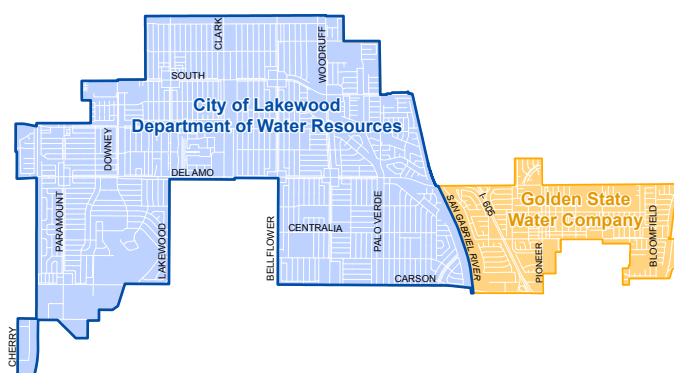 CLARK
WOODRUFF
SOUTH
City of Lakewood
Department of Water Resources
DOWNEY
DEL AMO
PARAMOUNT
LAKEWOOD
BELLFLOWER
CENTRALIA
PALO VERDE
CARSON
SAN GABRIEL RIVER
I- 605
Golden State
Water Company
PIONEER
BLOOMFIELD
CHERRY